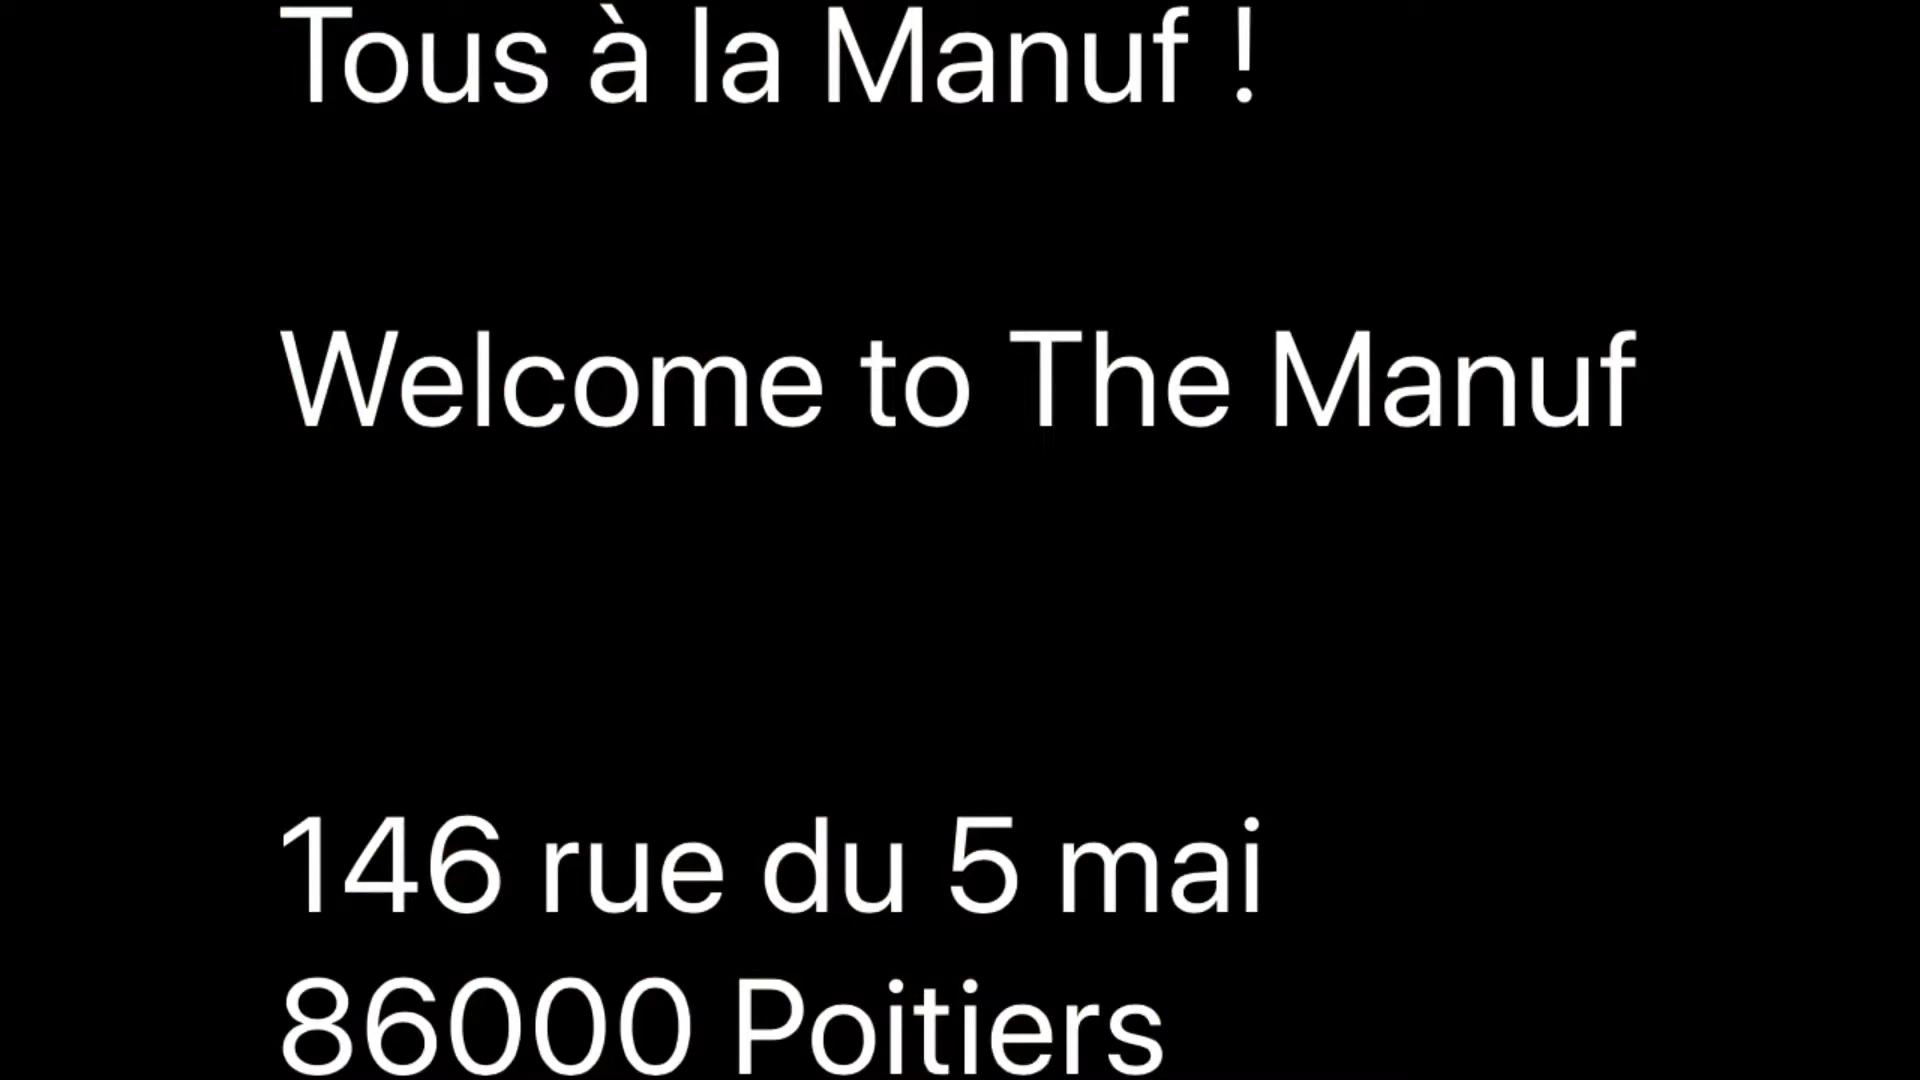 Tous à la Manuf !
Welcome to The Manuf
146 rue du 5 mai
86000 Poitiers